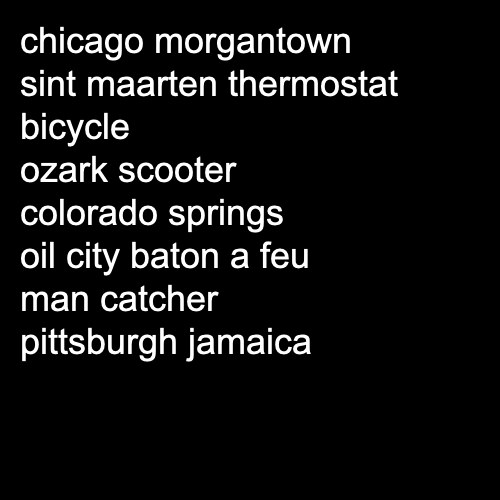 chicago morgantown
sint maarten thermostat
bicycle
ozark scooter
colorado springs
oil city baton a feu
man catcher
pittsburgh jamaica